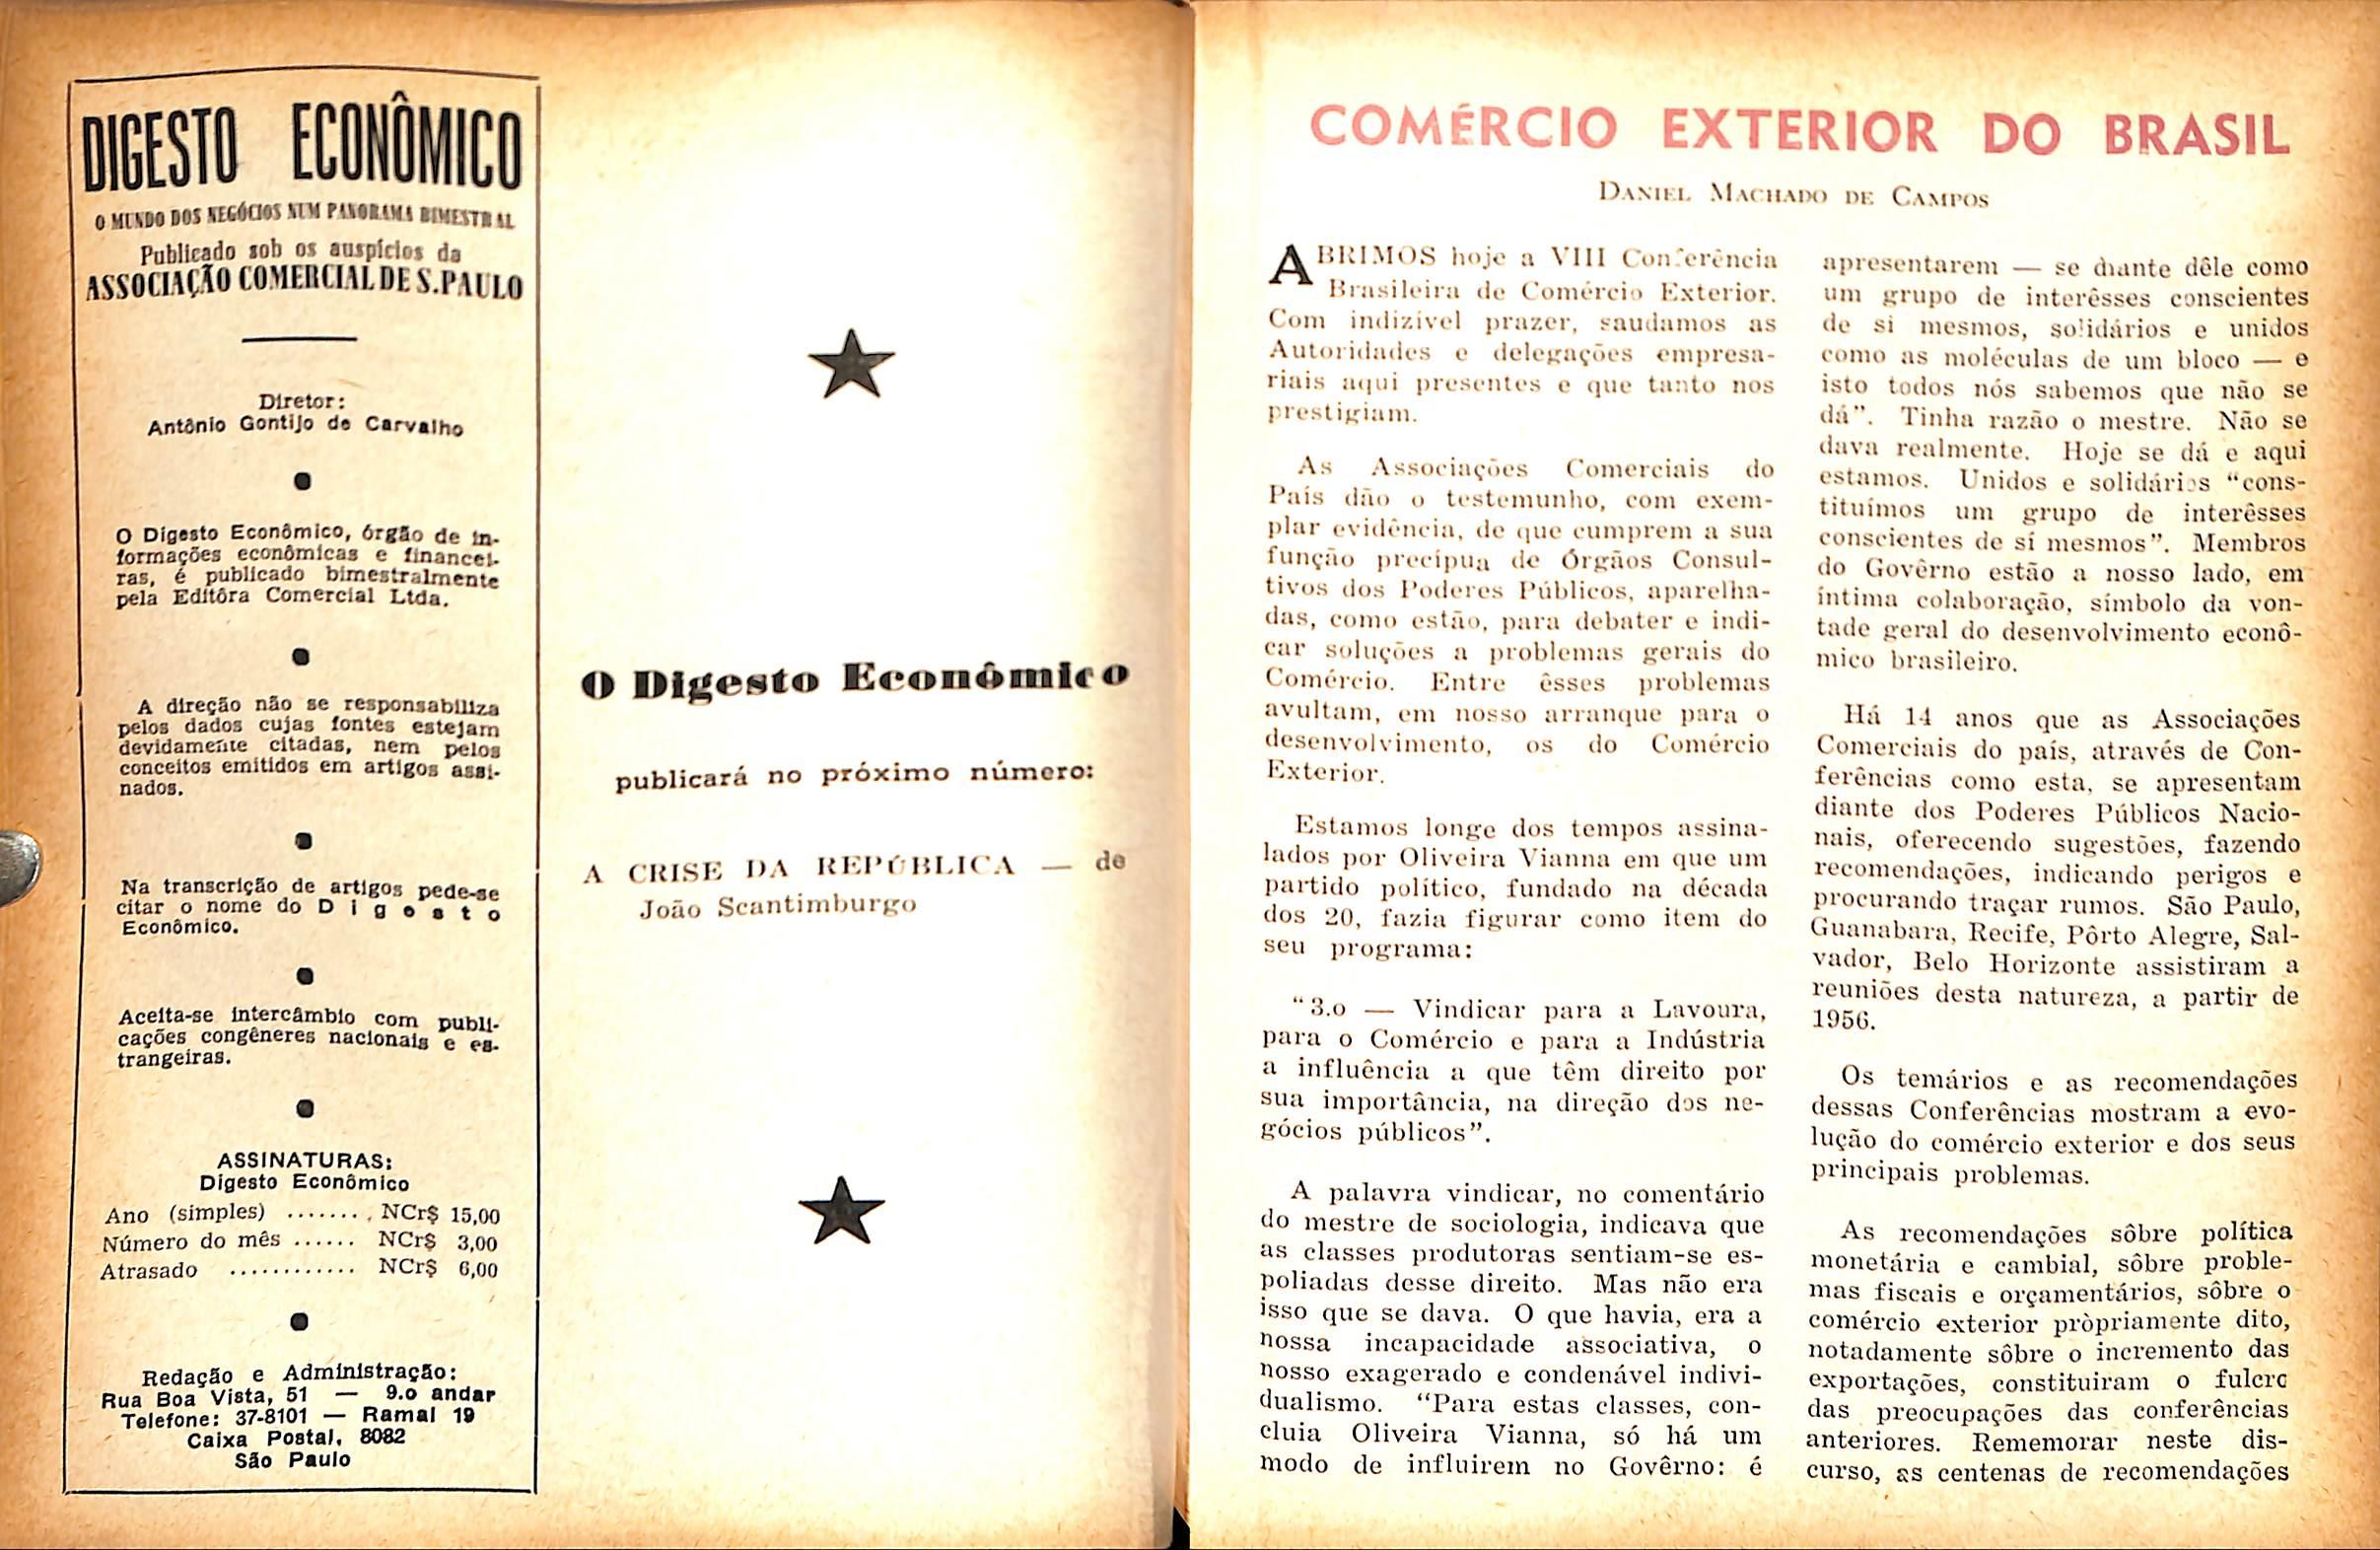 DIGESTO ECONÔMICO
O MUNDO DOS NEGÓCIOS NUM PANORAMA BIMESTRAL
Publicado sob os auspícios da
ASSOCIAÇÃO COMERCIAL DE S.PAULO
Diretor:
Antônio Gontijo de Carvalho
O Digesto Econômico, órgão de in-
formações econômicas e financei-
ras, é publicado bimestralmente
pela Editôra Comercial Ltda.
A direção não se responsabiliza
pelos dados cujas fontes estejam
devidamente citadas, nem pelos
conceitos emitidos em artigos assi-
nados.
Na transcrição de artigos pede-se
citar o nome do D i g e s t o
Econômico.
Aceita-se intercâmbio com publi-
cações congêneres nacionais e es-
trangeiras.
ASSINATURAS:
Digesto Econômico
Ano (simples) ........ NCr$ 15,00
Número do mês ...... NCr$ 3,00
Atrasado ............ NCr$ 6,00
Redação e Administração:
Rua Boa Vista, 51 — 9.o andar
Telefone: 37-8101 — Ramal 19
Caixa Postal, 8082
São Paulo
O Digesto Econômico
publicará no próximo número:
A CRISE DA REPÚBLICA — de
João Scantimburgo
COMÉRCIO EXTERIOR DO BRASIL
DANIEL MACHADO DE CAMPOS
ABRIMOS hoje a VIII Conferência
Brasileira de Comércio Exterior.
Com indizível prazer, saudamos as
Autoridades e delegações empresa-
riais aqui presentes e que tanto nos
prestigiam.
As Associações Comerciais do
País dão o testemunho, com exem-
plar evidência, de que cumprem a sua
função precípua de Órgãos Consul-
tivos dos Poderes Públicos, aparelha-
das, como estão, para debater e indi-
car soluções a problemas gerais do
Comércio. Entre êsses problemas
avultam, em nosso arranque para o
desenvolvimento, os do Comércio
Exterior.
Estamos longe dos tempos assina-
lados por Oliveira Vianna em que um
partido político, fundado na década
dos 20, fazia figurar como item do
seu programa:
"3.o — Vindicar para a Lavoura,
para o Comércio e para a Indústria
a influência a que têm direito por
sua importância, na direção dos ne-
gócios públicos".
A palavra vindicar, no comentário
do mestre de sociologia, indicava que
as classes produtoras sentiam-se es-
poliadas desse direito. Mas não era
isso que se dava. O que havia, era a
nossa incapacidade associativa, o
nosso exagerado e condenável indivi-
dualismo. "Para estas classes, con-
cluia Oliveira Vianna, só há um
modo de influirem no Govêrno: é
apresentarem — se diante dêle como
um grupo de interêsses conscientes
de si mesmos, solidários e unidos
como as moléculas de um bloco — e
isto todos nós sabemos que não se
dá". Tinha razão o mestre. Não se
dava realmente. Hoje se dá e aqui
estamos. Unidos e solidários "cons-
tituímos um grupo de interêsses
conscientes de sí mesmos". Membros
do Govêrno estão a nosso lado, em
íntima colaboração, símbolo da von-
tade geral do desenvolvimento econô-
mico brasileiro.
Há 14 anos que as Associações
Comerciais do país, através de Con-
ferências como esta, se apresentam
diante dos Poderes Públicos Nacio-
nais, oferecendo sugestões, fazendo
recomendações, indicando perigos e
procurando traçar rumos. São Paulo,
Guanabara, Recife, Pôrto Alegre, Sal-
vador, Belo Horizonte assistiram a
reuniões desta natureza, a partir de
1956.
Os temários e as recomendações
dessas Conferências mostram a evo-
lução do comércio exterior e dos seus
principais problemas.
As recomendações sôbre política
monetária e cambial, sôbre proble-
mas fiscais e orçamentários, sôbre o
comércio exterior pròpriamente dito,
notadamente sôbre o incremento das
exportações, constituiram o fulcro
das preocupações das conferências
anteriores. Rememorar neste dis-
curso, as centenas de recomendações